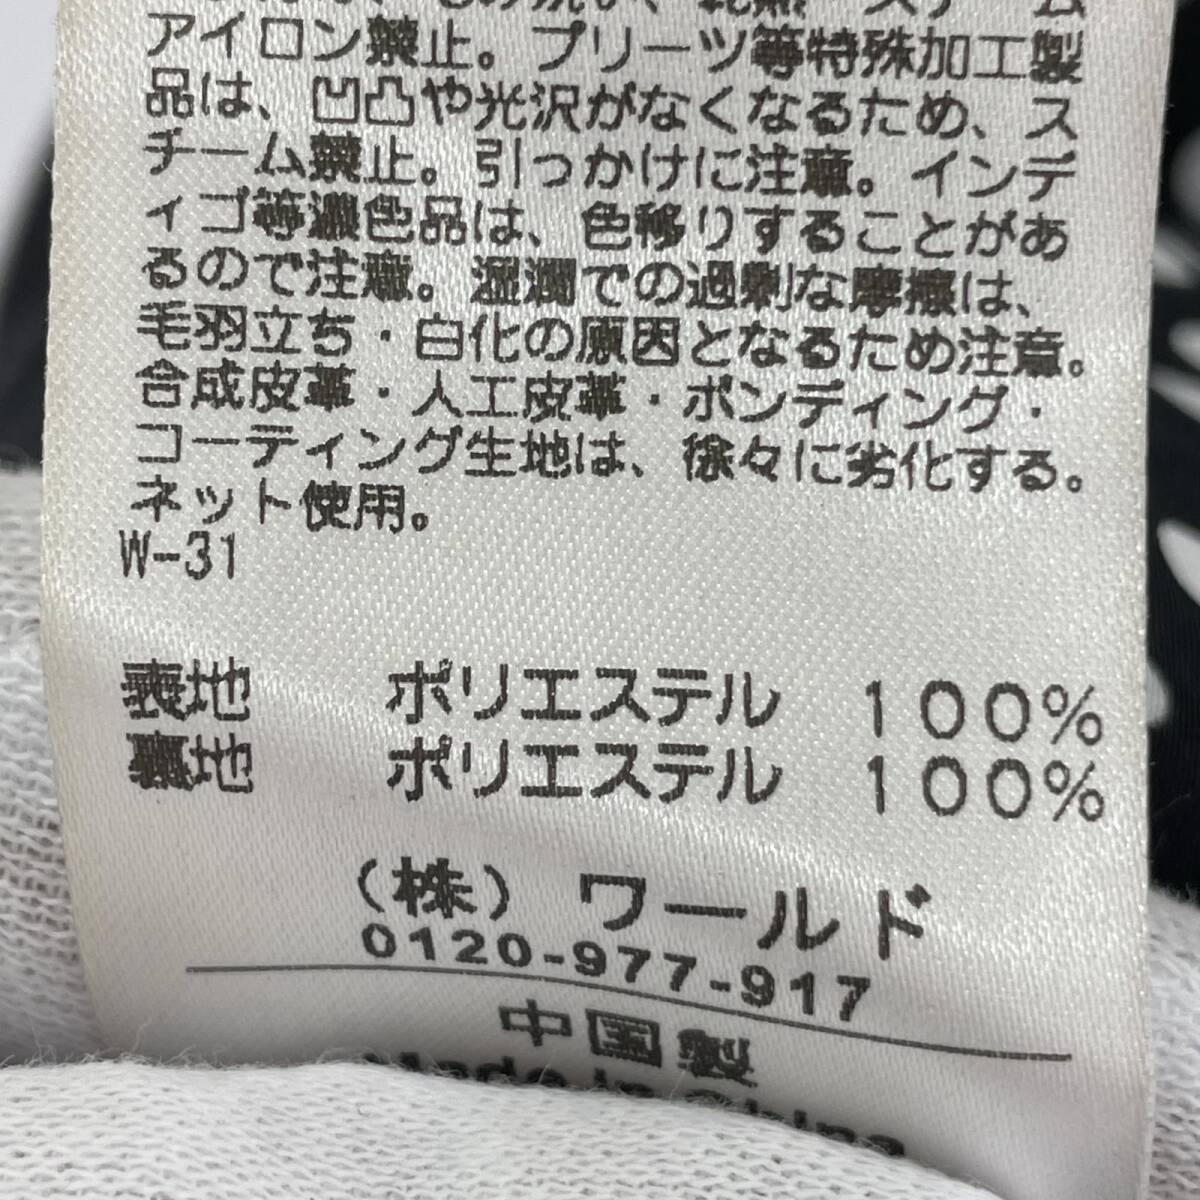 アイロン禁止。プリーツ等特殊加工製
品は、凹凸や光沢がなくなるため、ス
チーム禁止。引っかけに注意。インデ
ィゴ等濃色品は、色移りすることがあ
るので注意。湿潤での過剰な摩擦は、
毛羽立ち・白化の原因となるため注意。
合成皮革・人工皮革・ボンディング・
コーティング生地は、徐々に劣化する。
ネット使用。
W-31
表地 ポリエステル 100%
裏地 ポリエステル 100%
(株) ワールド
0120-977-917
中国製
Made in China